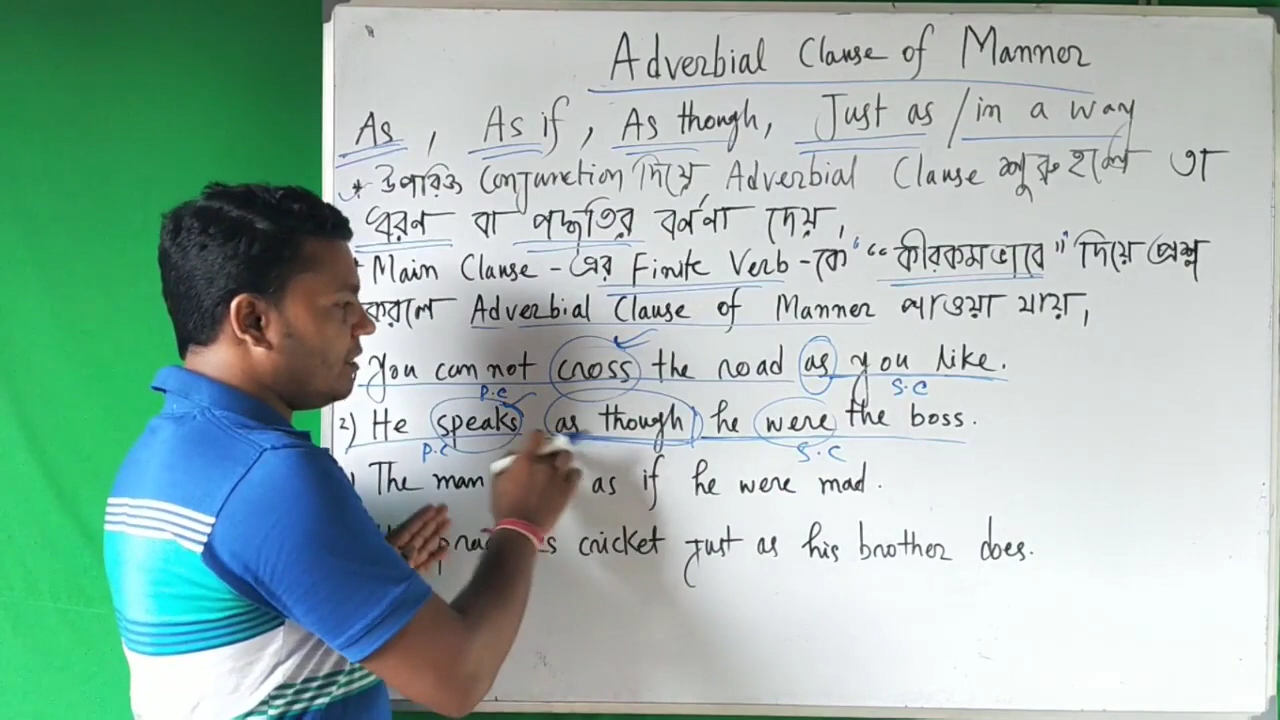 Adverbial Clause of Manner
As, As if, As though, Just as / in a way
* উপরিউক্ত Conjunction দিয়ে Adverbial Clause শুরু হলে তা
ধরণ বা পদ্ধতির বর্ণনা দেয়,
* Main Clause - এর Finite Verb - কে " কীরকমভাবে " দিয়ে প্রশ্ন
করলে Adverbial Clause of Manner পাওয়া যায়,
You can not cross the road as you like.
P.C S.C
2) He speaks as though he were the boss.
P.C S.C
The man as if he were mad.
cricket just as his brother does.